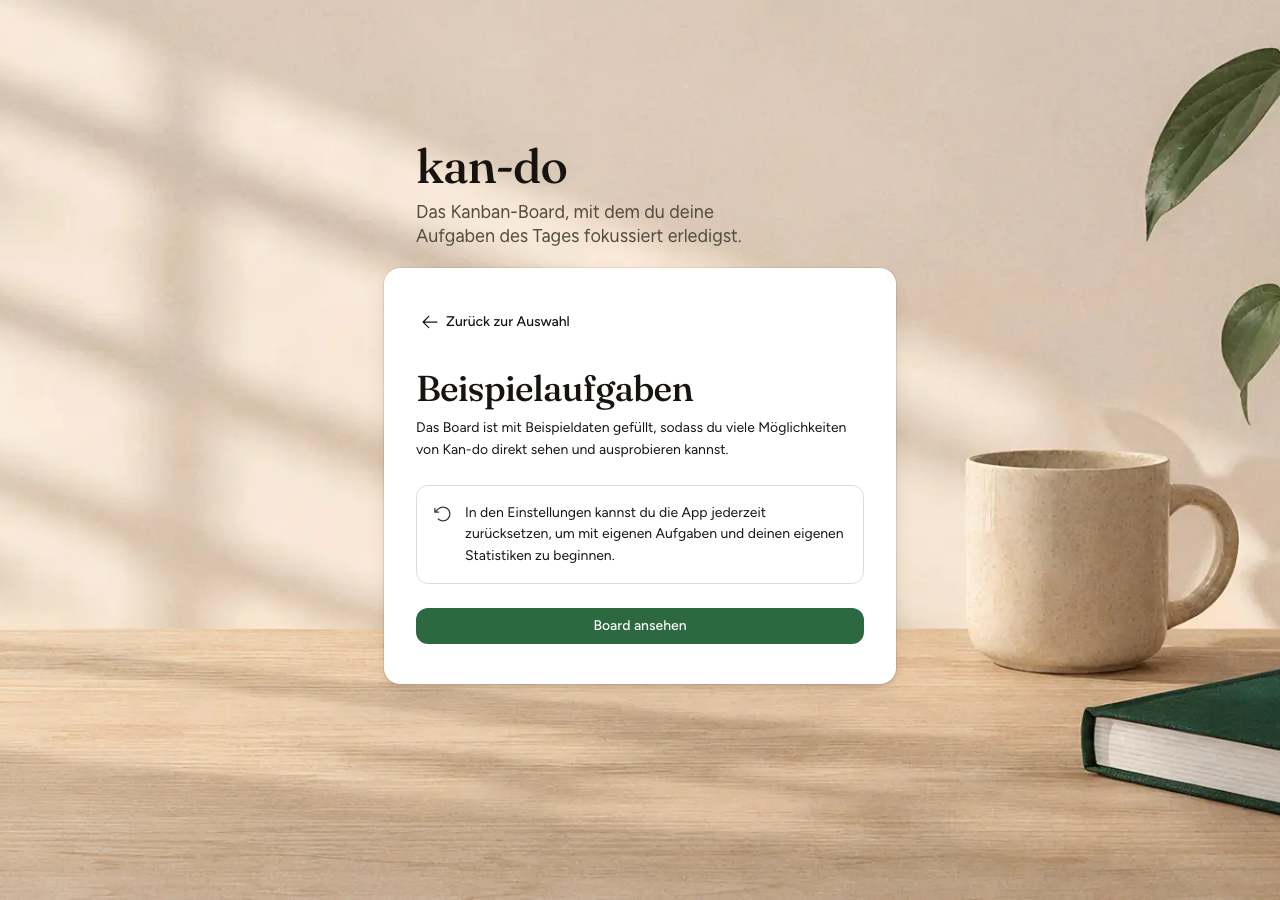 kan-do
Das Kanban-Board, mit dem du deine
Aufgaben des Tages fokussiert erledigst.
Zurück zur Auswahl
Beispielaufgaben
Das Board ist mit Beispieldaten gefüllt, sodass du viele Möglichkeiten
von Kan-do direkt sehen und ausprobieren kannst.
In den Einstellungen kannst du die App jederzeit
zurücksetzen, um mit eigenen Aufgaben und deinen eigenen
Statistiken zu beginnen.
Board ansehen